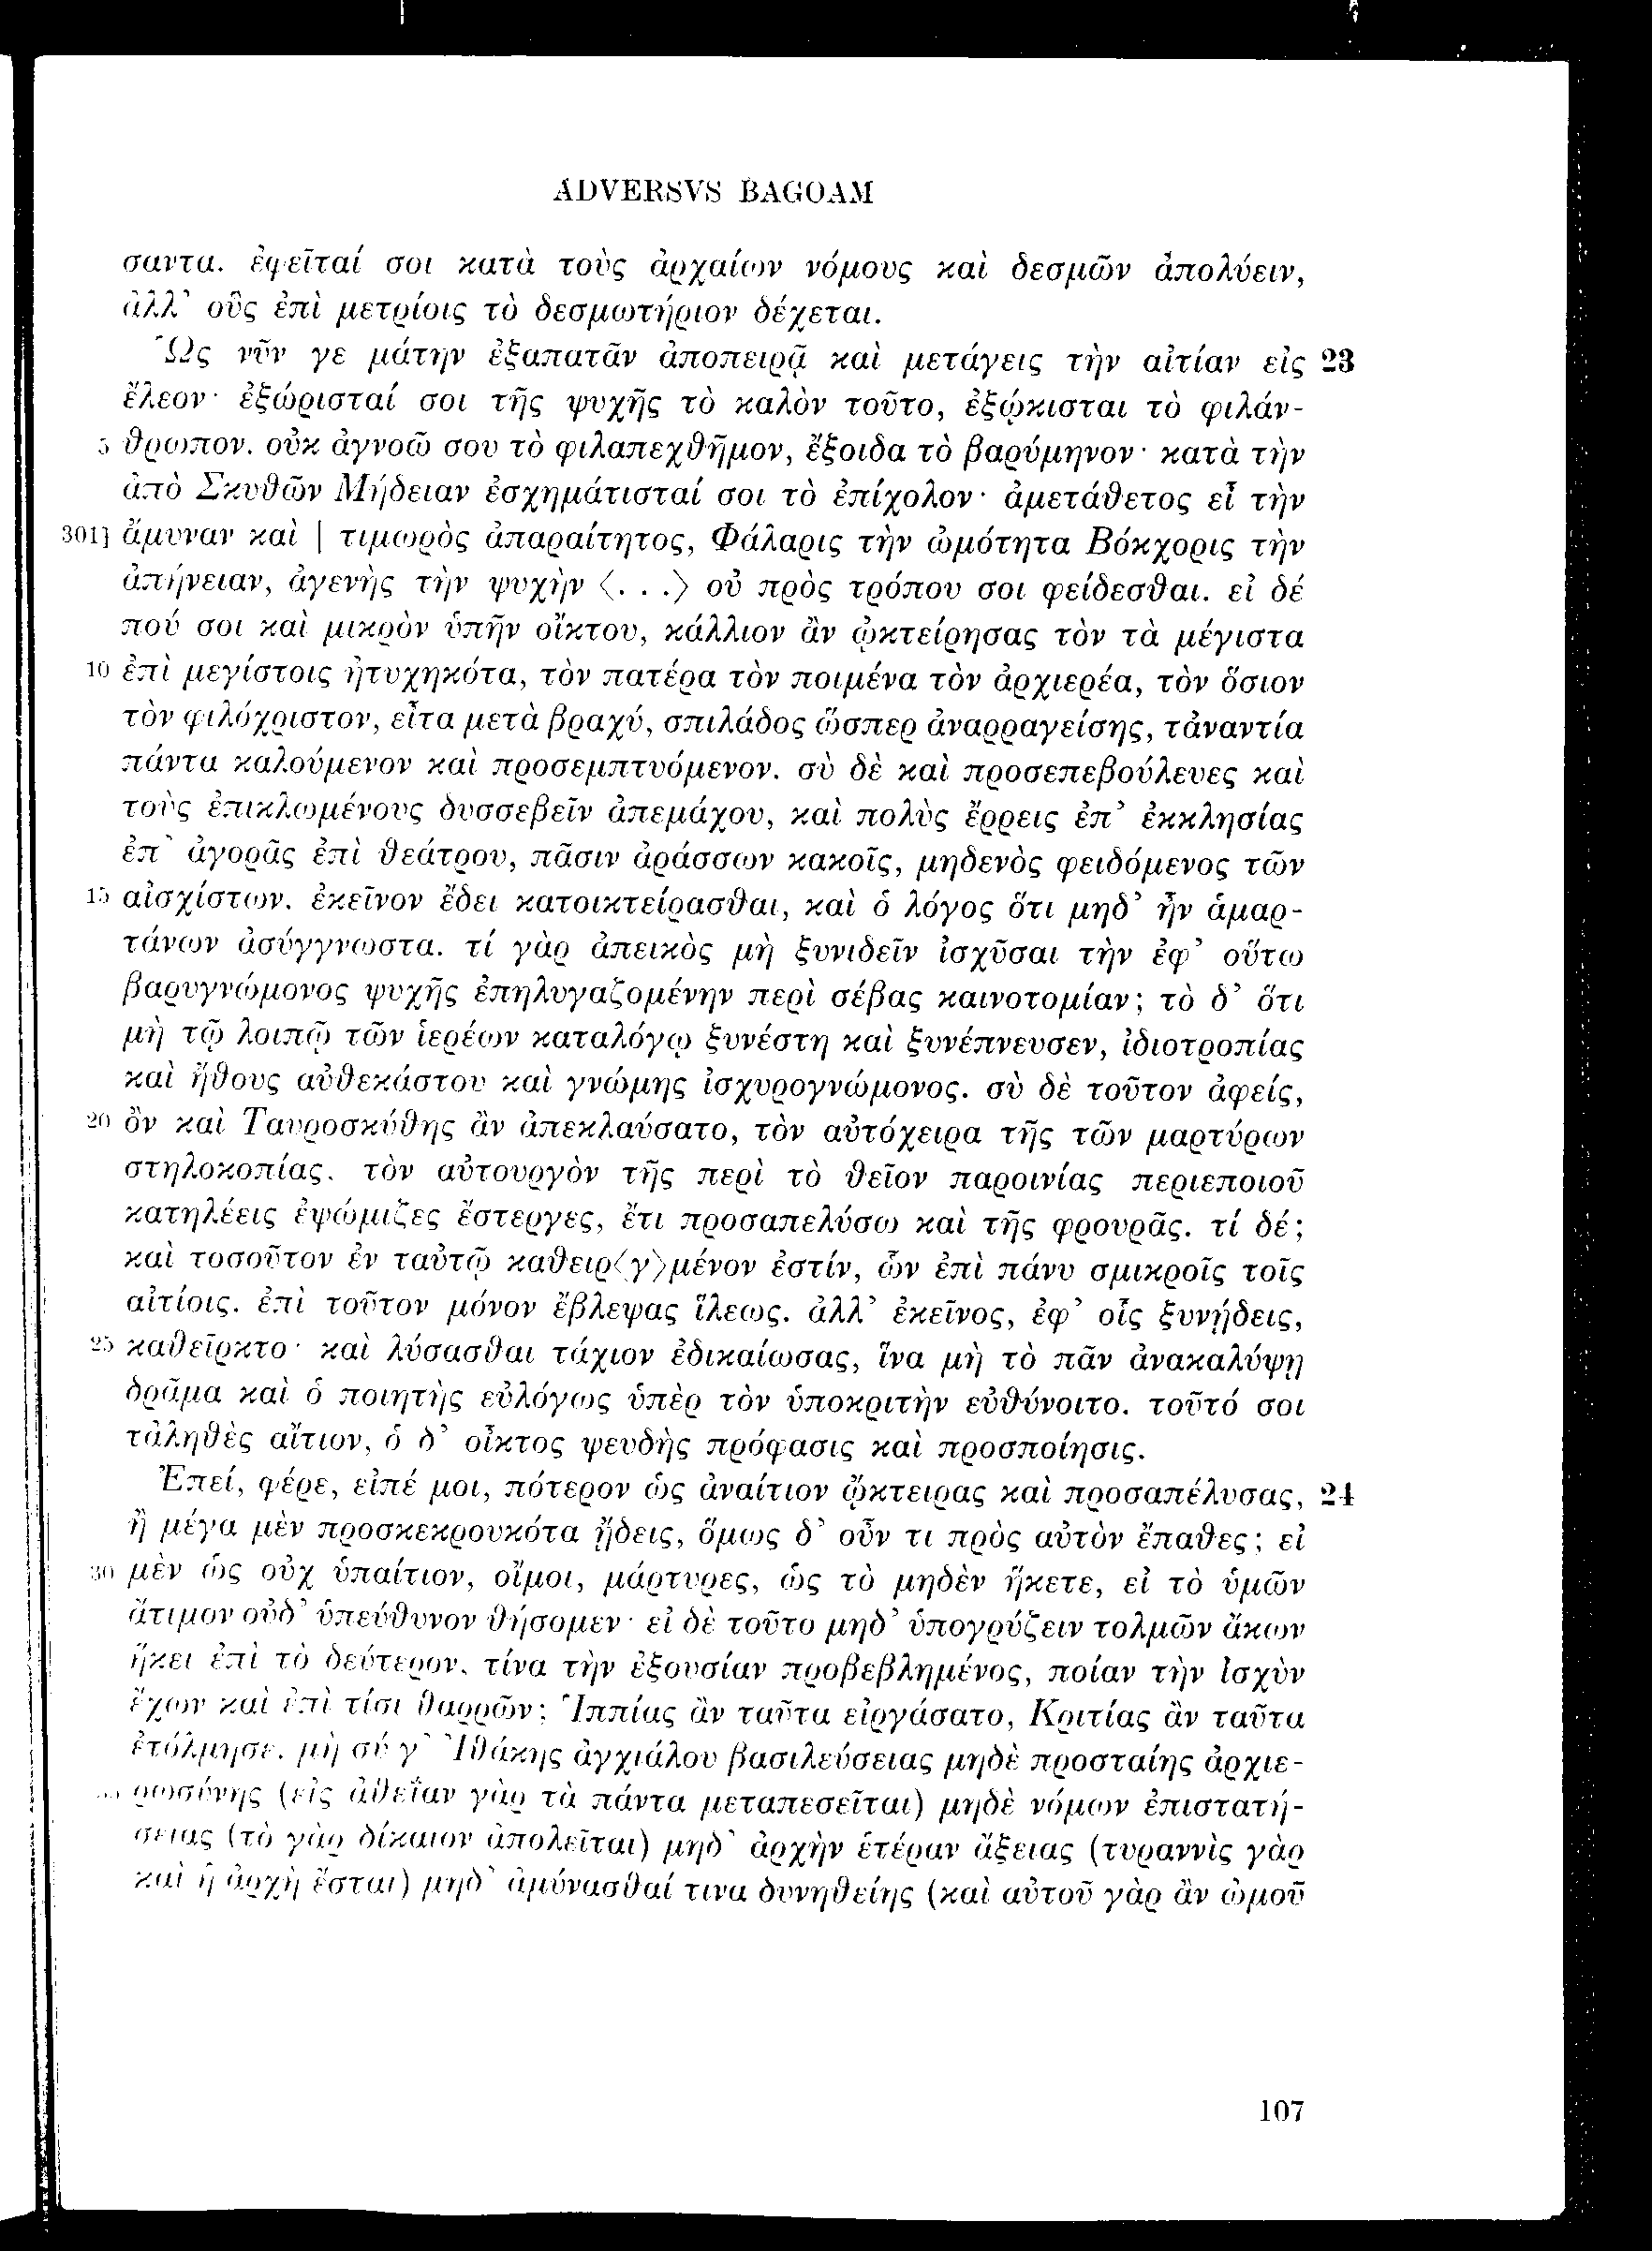 ADVERSVS BAGOAM
σαντα. ἐφεῖταί σοι κατὰ τοὺς ἀρχαίων νόμους καὶ δεσμῶν ἀπολύειν,
ἀλλ’ οὓς ἐπὶ μετρίοις τὸ δεσμωτήριον δέχεται.
Ὡς νῦν γε μάτην ἐξαπατᾶν ἀποπειρᾷ καὶ μετάγεις τὴν αἰτίαν εἰς 23
ἔλεον· ἐξώρισταί σοι τῆς ψυχῆς τὸ καλὸν τοῦτο, ἐξῴκισται τὸ φιλάν-
5 θρωπον. οὐκ ἀγνοῶ σου τὸ φιλαπεχθῆμον, ἔξοιδα τὸ βαρύμηνον· κατὰ τὴν
ἀπὸ Σκυθῶν Μήδειαν ἐσχημάτισταί σοι τὸ ἐπίχολον· ἀμετάθετος εἶ τὴν
301] ἄμυναν καὶ | τιμωρὸς ἀπαραίτητος, Φάλαρις τὴν ὠμότητα Βόκχορις τὴν
ἀπήνειαν, ἀγενὴς τὴν ψυχὴν <. . .> οὐ πρὸς τρόπου σοι φείδεσθαι. εἰ δέ
πού σοι καὶ μικρὸν ὑπῆν οἴκτου, κάλλιον ἂν ᾠκτείρησας τὸν τὰ μέγιστα
10 ἐπὶ μεγίστοις ἠτυχηκότα, τὸν πατέρα τὸν ποιμένα τὸν ἀρχιερέα, τὸν ὅσιον
τὸν φιλόχριστον, εἶτα μετὰ βραχύ, σπιλάδος ὥσπερ ἀναρραγείσης, τἀναντία
πάντα καλούμενον καὶ προσεμπτυόμενον. σὺ δὲ καὶ προσεπεβούλευες καὶ
τοὺς ἐπικλωμένους δυσσεβεῖν ἀπεμάχου, καὶ πολὺς ἔρρεις ἐπ’ ἐκκλησίας
ἐπ’ ἀγορᾶς ἐπὶ θεάτρου, πᾶσιν ἀράσσων κακοῖς, μηδενὸς φειδόμενος τῶν
15 αἰσχίστων. ἐκεῖνον ἔδει κατοικτείρασθαι, καὶ ὁ λόγος ὅτι μηδ’ ἦν ἁμαρ-
τάνων ἀσύγγνωστα. τί γὰρ ἀπεικὸς μὴ ξυνιδεῖν ἰσχῦσαι τὴν ἐφ’ οὕτω
βαρυγνώμονος ψυχῆς ἐπηλυγαζομένην περὶ σέβας καινοτομίαν; τὸ δ’ ὅτι
μὴ τῷ λοιπῷ τῶν ἱερέων καταλόγῳ ξυνέστη καὶ ξυνέπνευσεν, ἰδιοτροπίας
καὶ ἤθους αὐθεκάστου καὶ γνώμης ἰσχυρογνώμονος. σὺ δὲ τοῦτον ἀφείς,
20 ὃν καὶ Ταυροσκύθης ἂν ἀπεκλαύσατο, τὸν αὐτόχειρα τῆς τῶν μαρτύρων
στηλοκοπίας, τὸν αὐτουργὸν τῆς περὶ τὸ θεῖον παροινίας περιεποιοῦ
κατηλέεις ἐψώμιζες ἔστεργες, ἔτι προσαπελύσω καὶ τῆς φρουρᾶς. τί δέ;
καὶ τοσοῦτον ἐν ταὐτῷ καθειρ<γ>μένον ἐστίν, ὧν ἐπὶ πάνυ σμικροῖς τοῖς
αἰτίοις. ἐπὶ τοῦτον μόνον ἔβλεψας ἵλεως. ἀλλ’ ἐκεῖνος, ἐφ’ οἷς ξυνῄδεις,
25 καθεῖρκτο· καὶ λύσασθαι τάχιον ἐδικαίωσας, ἵνα μὴ τὸ πᾶν ἀνακαλύψῃ
δρᾶμα καὶ ὁ ποιητὴς εὐλόγως ὑπὲρ τὸν ὑποκριτὴν εὐθύνοιτο. τοῦτό σοι
τἀληθὲς αἴτιον, ὁ δ’ οἶκτος ψευδὴς πρόφασις καὶ προσποίησις.
Ἐπεί, φέρε, εἰπέ μοι, πότερον ὡς ἀναίτιον ᾤκτειρας καὶ προσαπέλυσας, 24
ἢ μέγα μὲν προσκεκρουκότα ᾔδεις, ὅμως δ’ οὖν τι πρὸς αὐτὸν ἔπαθες; εἰ
30 μὲν ὡς οὐχ ὑπαίτιον, οἴμοι, μάρτυρες, ὡς τὸ μηδὲν ἥκετε, εἰ τὸ ὑμῶν
ἄτιμον οὐδ’ ὑπεύθυνον θήσομεν· εἰ δὲ τοῦτο μηδ’ ὑπογρύζειν τολμῶν ἄκων
ἥκει ἐπὶ τὸ δεύτερον, τίνα τὴν ἐξουσίαν προβεβλημένος, ποίαν τὴν ἰσχὺν
ἔχων καὶ ἐπὶ τίσι θαρρῶν; Ἱππίας ἂν ταῦτα εἰργάσατο, Κριτίας ἂν ταῦτα
ἐτόλμησε. μὴ σύ γ’ Ἰθάκης ἀγχιάλου βασιλεύσειας μηδὲ προσταίης ἀρχιε-
ρωσύνης (εἰς ἀθεΐαν γὰρ τὰ πάντα μεταπεσεῖται) μηδὲ νόμων ἐπιστατή-
σειας (τὸ γὰρ δίκαιον ἀπολεῖται) μηδ’ ἀρχὴν ἑτέραν ἄξειας (τυραννὶς γὰρ
καὶ ἡ ἀρχὴ ἔσται) μηδ’ ἀμύνασθαί τινα δυνηθείης (καὶ αὐτοῦ γὰρ ἂν ὠμοῦ
107